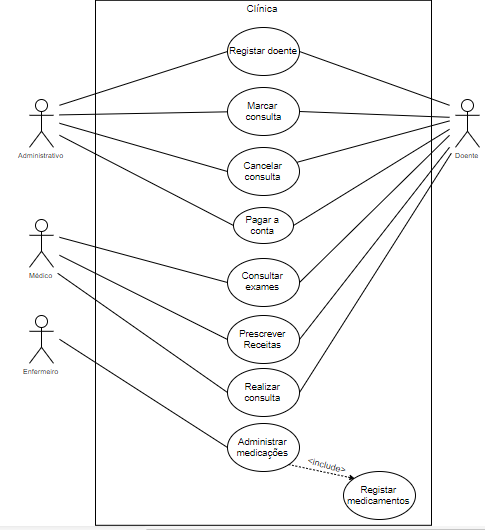 Clínica
Registar doente
Marcar
consulta
Administrativo
Doente
Cancelar
consulta
Pagar a
conta
Médico
Consultar
exames
Prescrever
Receitas
Enfermeiro
Realizar
consulta
Administrar
medicações
<include>
Registar
medicamentos